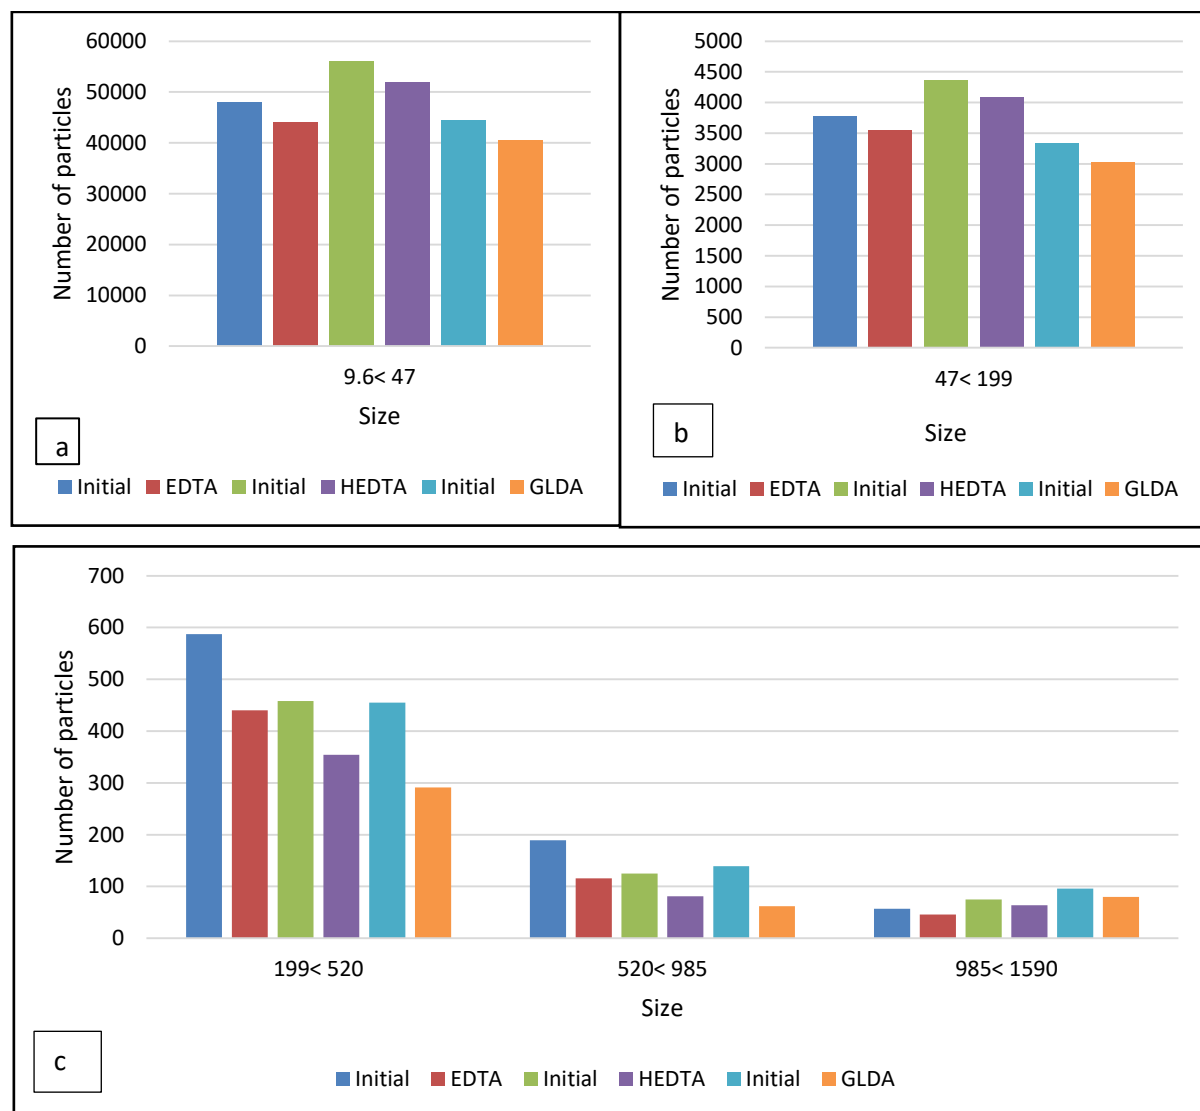 60000
50000
40000
30000
20000
10000
0
Number of particles
9.6< 47
Size
a
Initial EDTA Initial HEDTA Initial GLDA
5000
4500
4000
3500
3000
2500
2000
1500
1000
500
0
Number of particles
47< 199
Size
b
Initial EDTA Initial HEDTA Initial GLDA
700
600
500
400
300
200
100
0
Number of particles
199< 520 520< 985 985< 1590
Size
c
Initial EDTA Initial HEDTA Initial GLDA